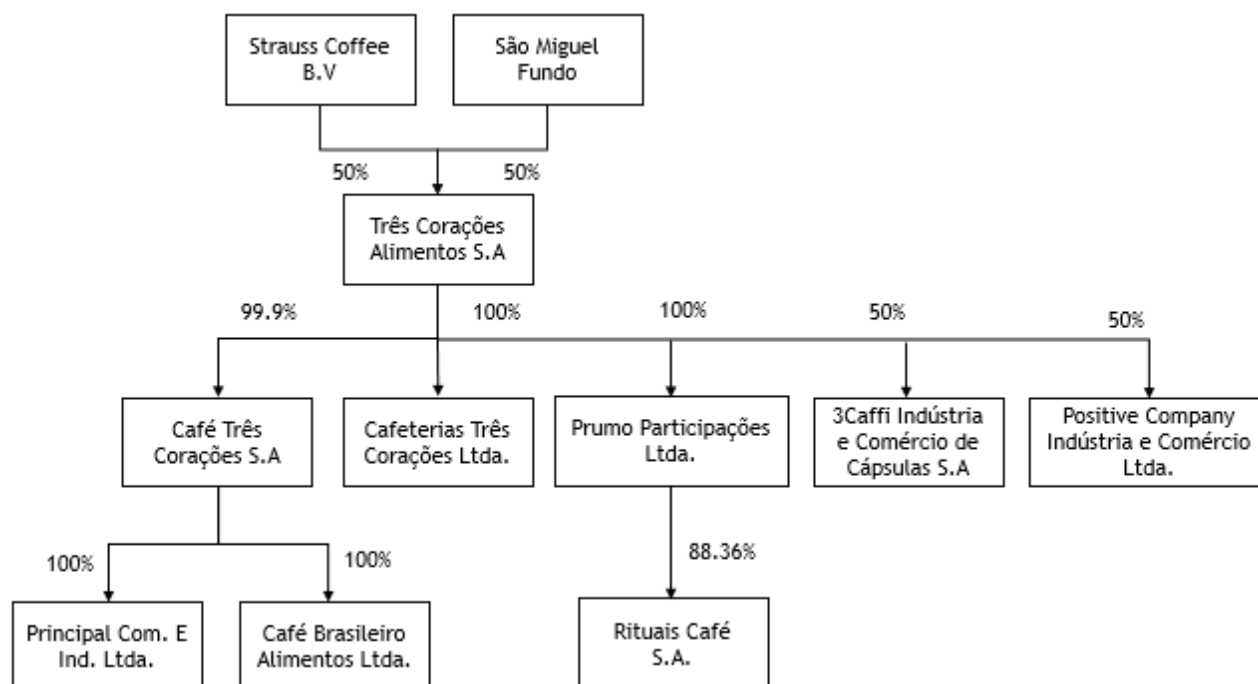 Strauss Coffee
B.V
São Miguel
Fundo
50%
50%
Três Corações
Alimentos S.A
99.9%
100%
100%
50%
50%
Café Três
Corações S.A
Cafeterias Três
Corações Ltda.
Prumo Participações
Ltda.
3Caffi Indústria
e Comércio de
Cápsulas S.A
Positive Company
Indústria e Comércio
Ltda.
100%
100%
88.36%
Principal Com. E
Ind. Ltda.
Café Brasileiro
Alimentos Ltda.
Rituais Café
S.A.